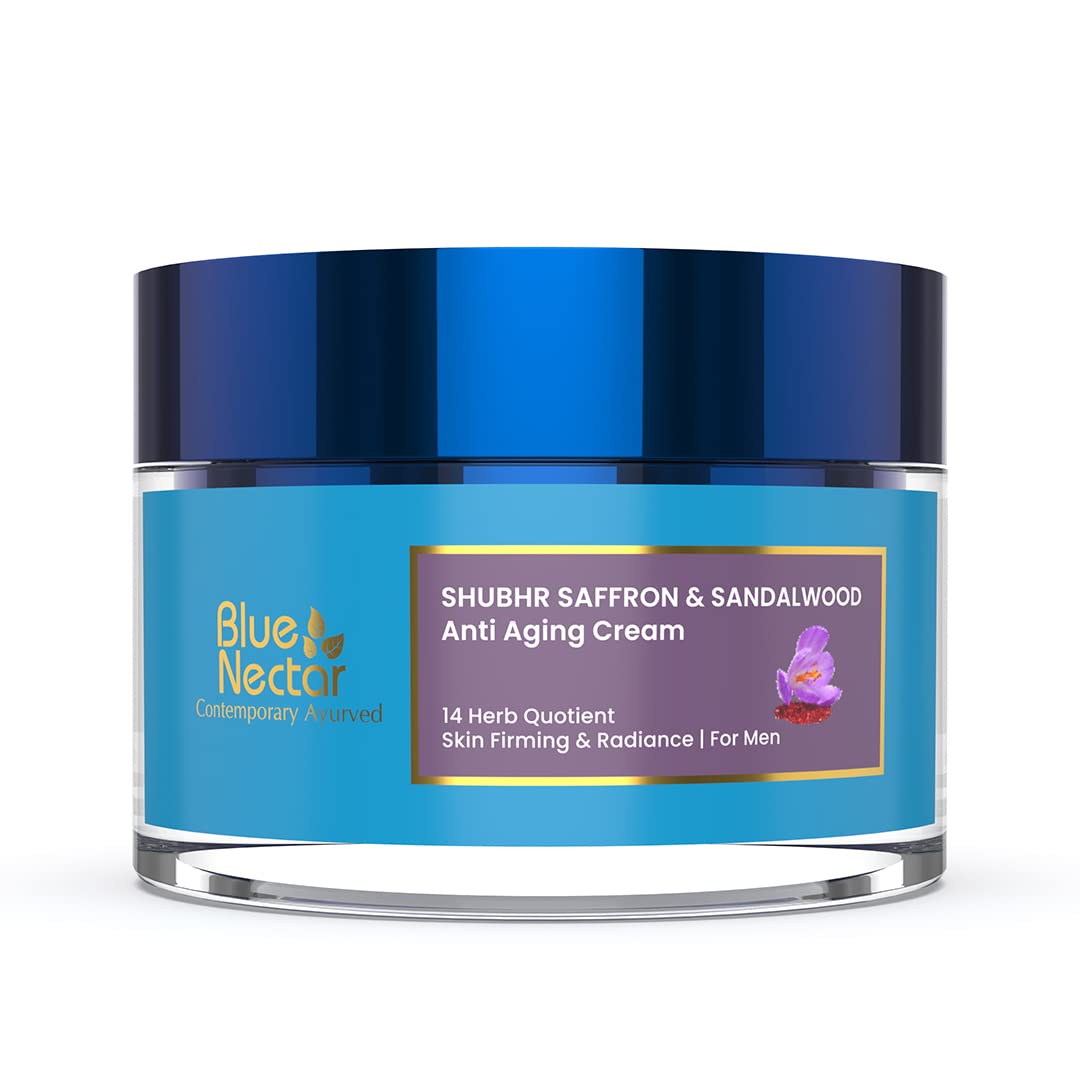 Blue
Nectar
Contemporary Ayurved
SHUBHR SAFFRON & SANDALWOOD
Anti Aging Cream
14 Herb Quotient
Skin Firming & Radiance | For Men